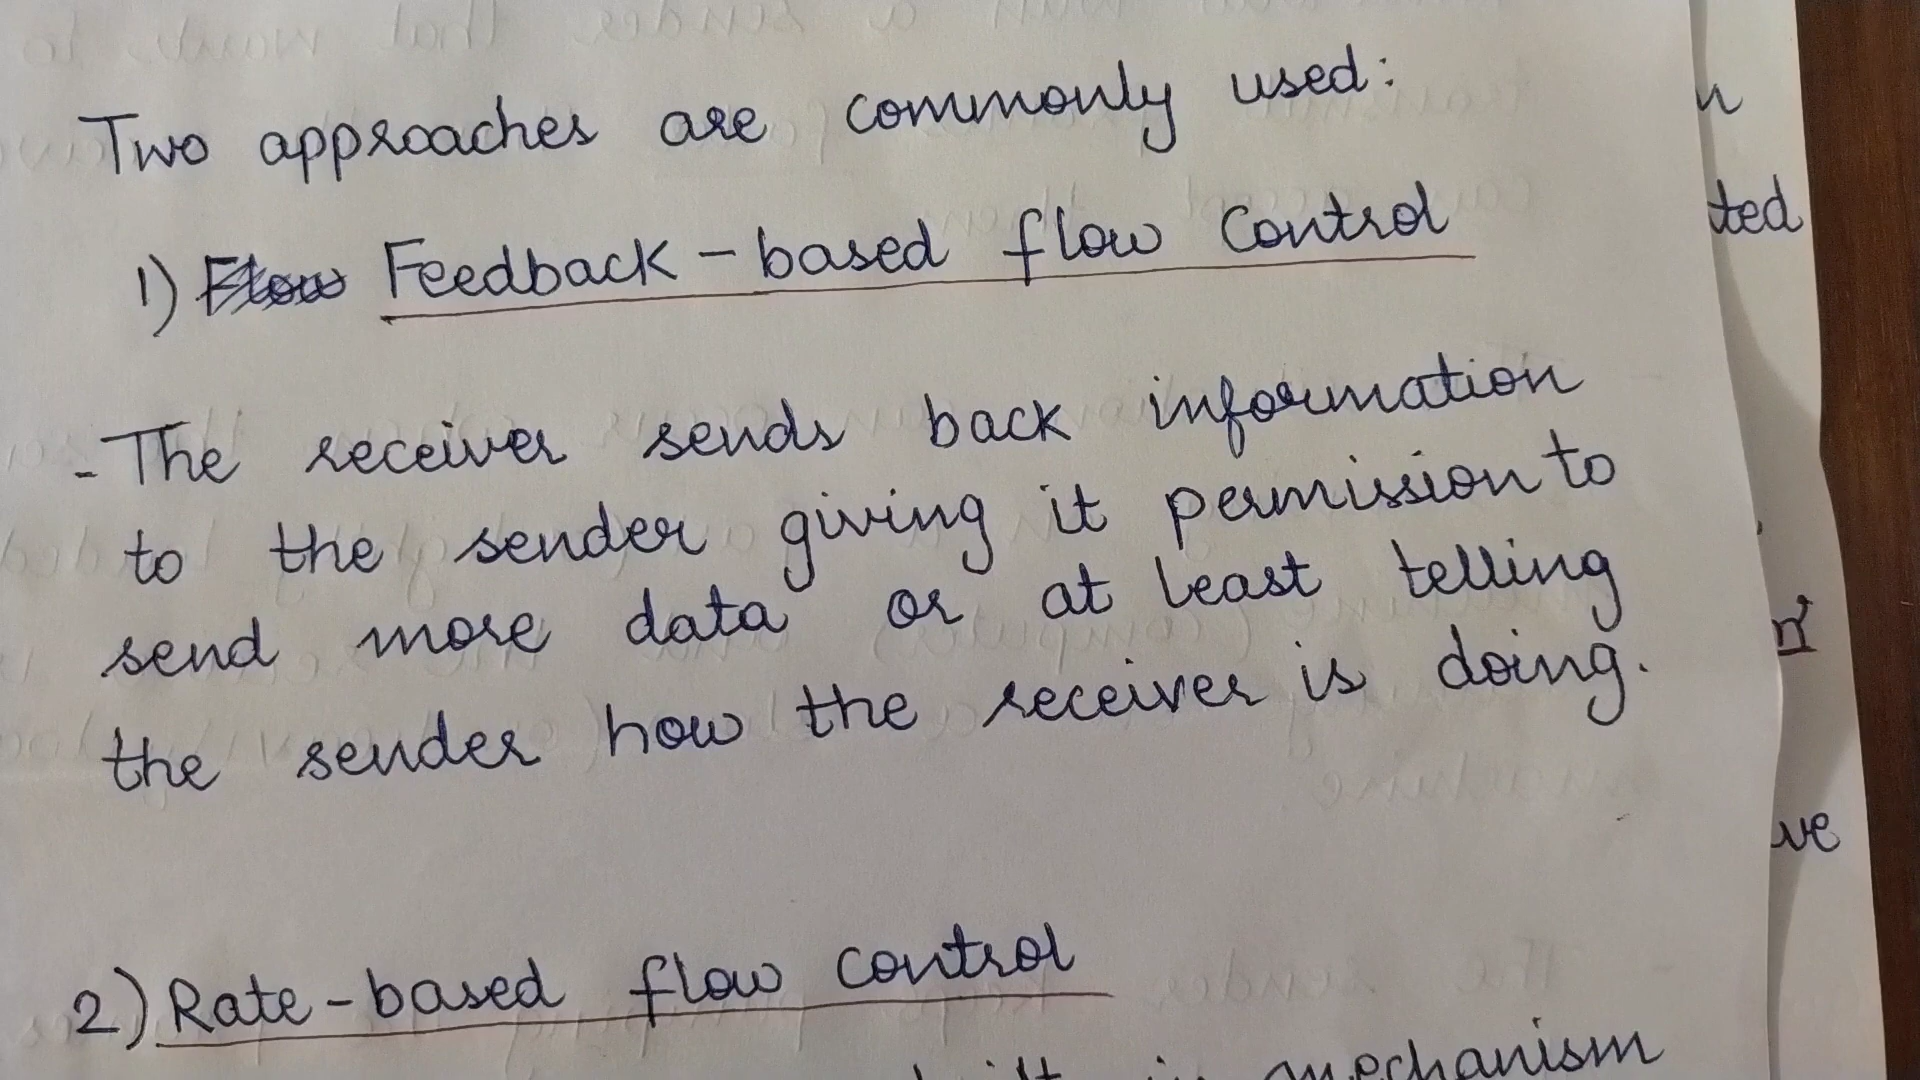 Two approaches are commonly used:
1) Flow Feedback-based flow control
- The receiver sends back information
to the sender giving it permission to
send more data or at least telling
the sender how the receiver is doing.
2) Rate-based flow control
mechanism
ted
ve